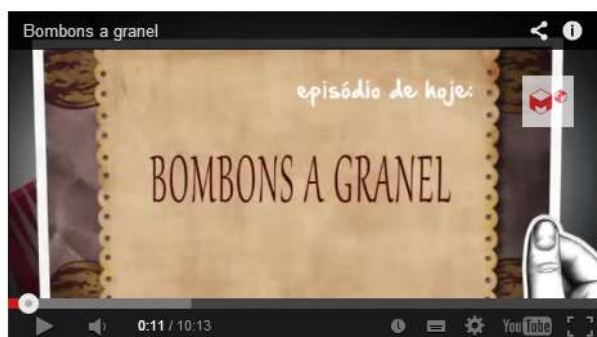 Bombons a granel
episódio de hoje:
BOMBONS A GRANEL
0:11 / 10:13
YouTube